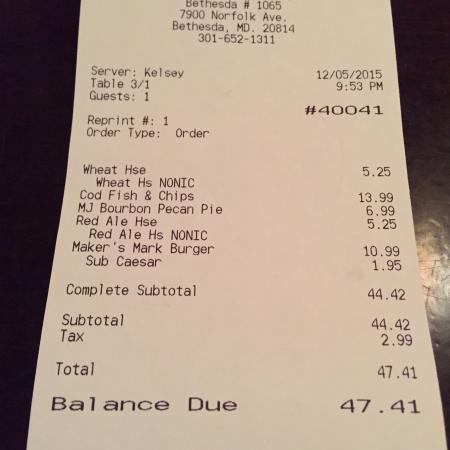 Bethesda # 1065
7900 Norfolk Ave.
Bethesda, MD. 20814
301-652-1311
Server: Kelsey 12/05/2015
Table 3/1 9:53 PM
Guests: 1
#40041
Reprint #: 1
Order Type: Order
Wheat Hse 5.25
Wheat Hs NONIC
Cod Fish & Chips 13.99
MJ Bourbon Pecan Pie 6.99
Red Ale Hse 5.25
Red Ale Hs NONIC
Maker's Mark Burger 10.99
Sub Caesar 1.95
Complete Subtotal 44.42
Subtotal 44.42
Tax 2.99
Total 47.41
Balance Due 47.41